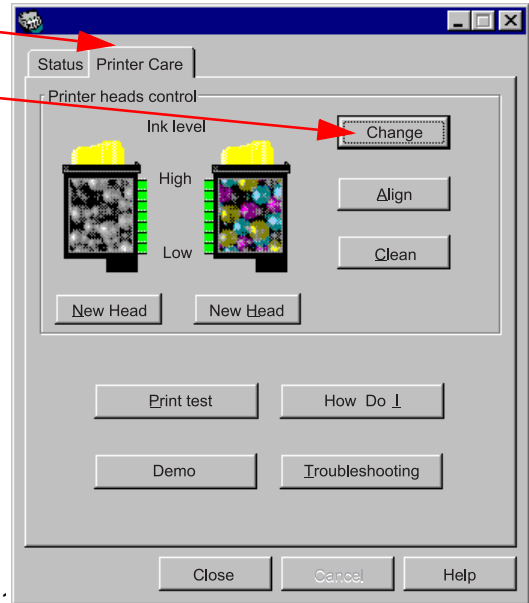 Status Printer Care
Printer heads control
Ink level
Change
High
Align
Low
Clean
New Head New Head
Print test How Do I
Demo Troubleshooting
Close Cancel Help